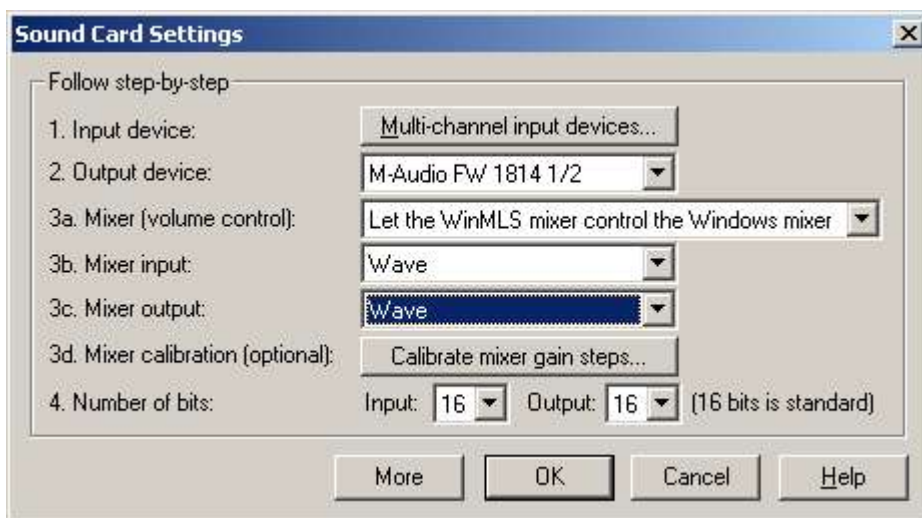 Sound Card Settings
Follow step-by-step
1. Input device: Multi-channel input devices...
2. Output device: M-Audio FW 1814 1/2
3a. Mixer (volume control): Let the WinMLS mixer control the Windows mixer
3b. Mixer input: Wave
3c. Mixer output: Wave
3d. Mixer calibration (optional): Calibrate mixer gain steps...
4. Number of bits: Input: 16 Output: 16 (16 bits is standard)
More OK Cancel Help